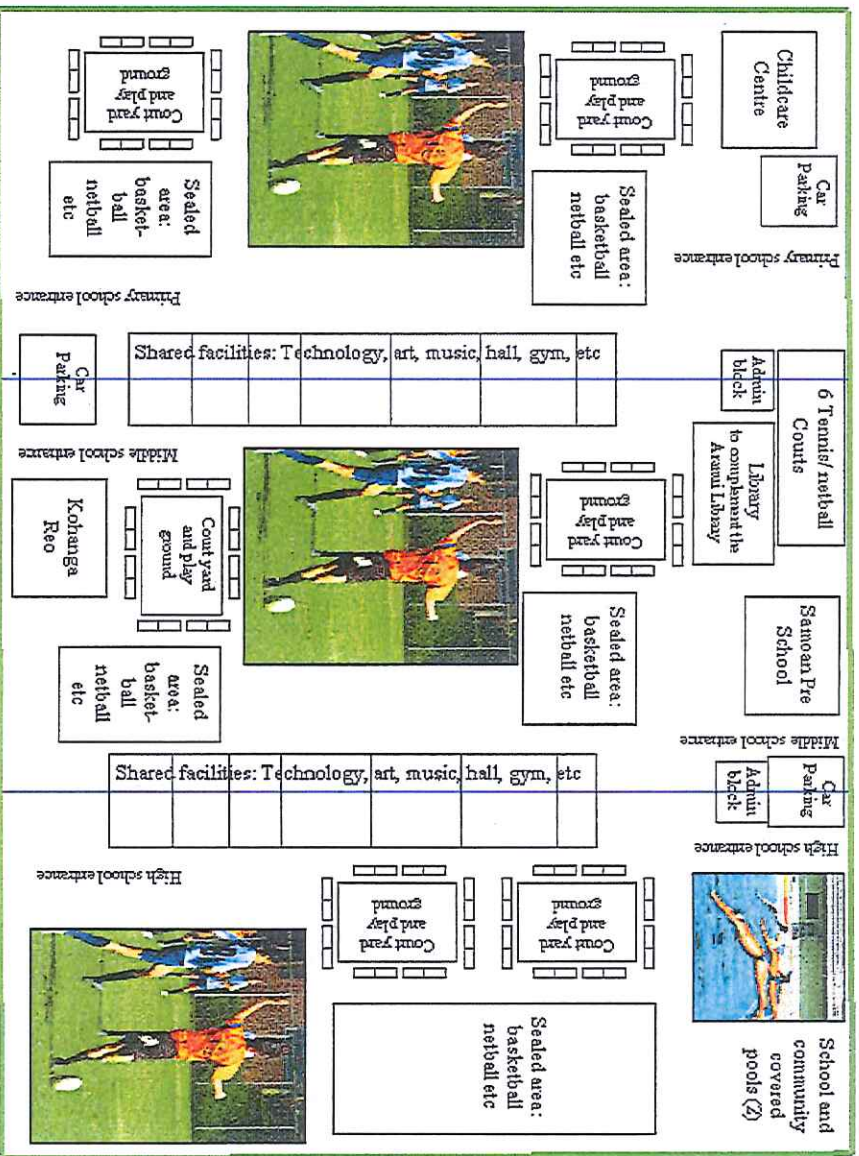 Court yard
and play
ground
Court yard
and play
ground
Childcare
Centre
Car
Parking
Sealed
area:
basket-
ball
netball
etc
Sealed area:
basketball
netball etc
Primary school entrance
Primary school entrance
Car
Parking
Shared facilities: Technology, art, music, hall, gym, etc
Admin
block
6 Tennis/ netball
Courts
Middle school entrance
Library
to complement the
Aranui Library
Kohanga
Reo
Court yard
and play
ground
Court yard
and play
ground
Sealed
area:
basket-
ball
netball
etc
Sealed area:
basketball
netball etc
Samoan Pre
School
Middle school entrance
Shared facilities: Technology, art, music, hall, gym, etc
Admin
block
Car
Parking
High school entrance
High school entrance
Court yard
and play
ground
Court yard
and play
ground
Sealed area:
basketball
netball etc
School and
community
covered
pools (2)